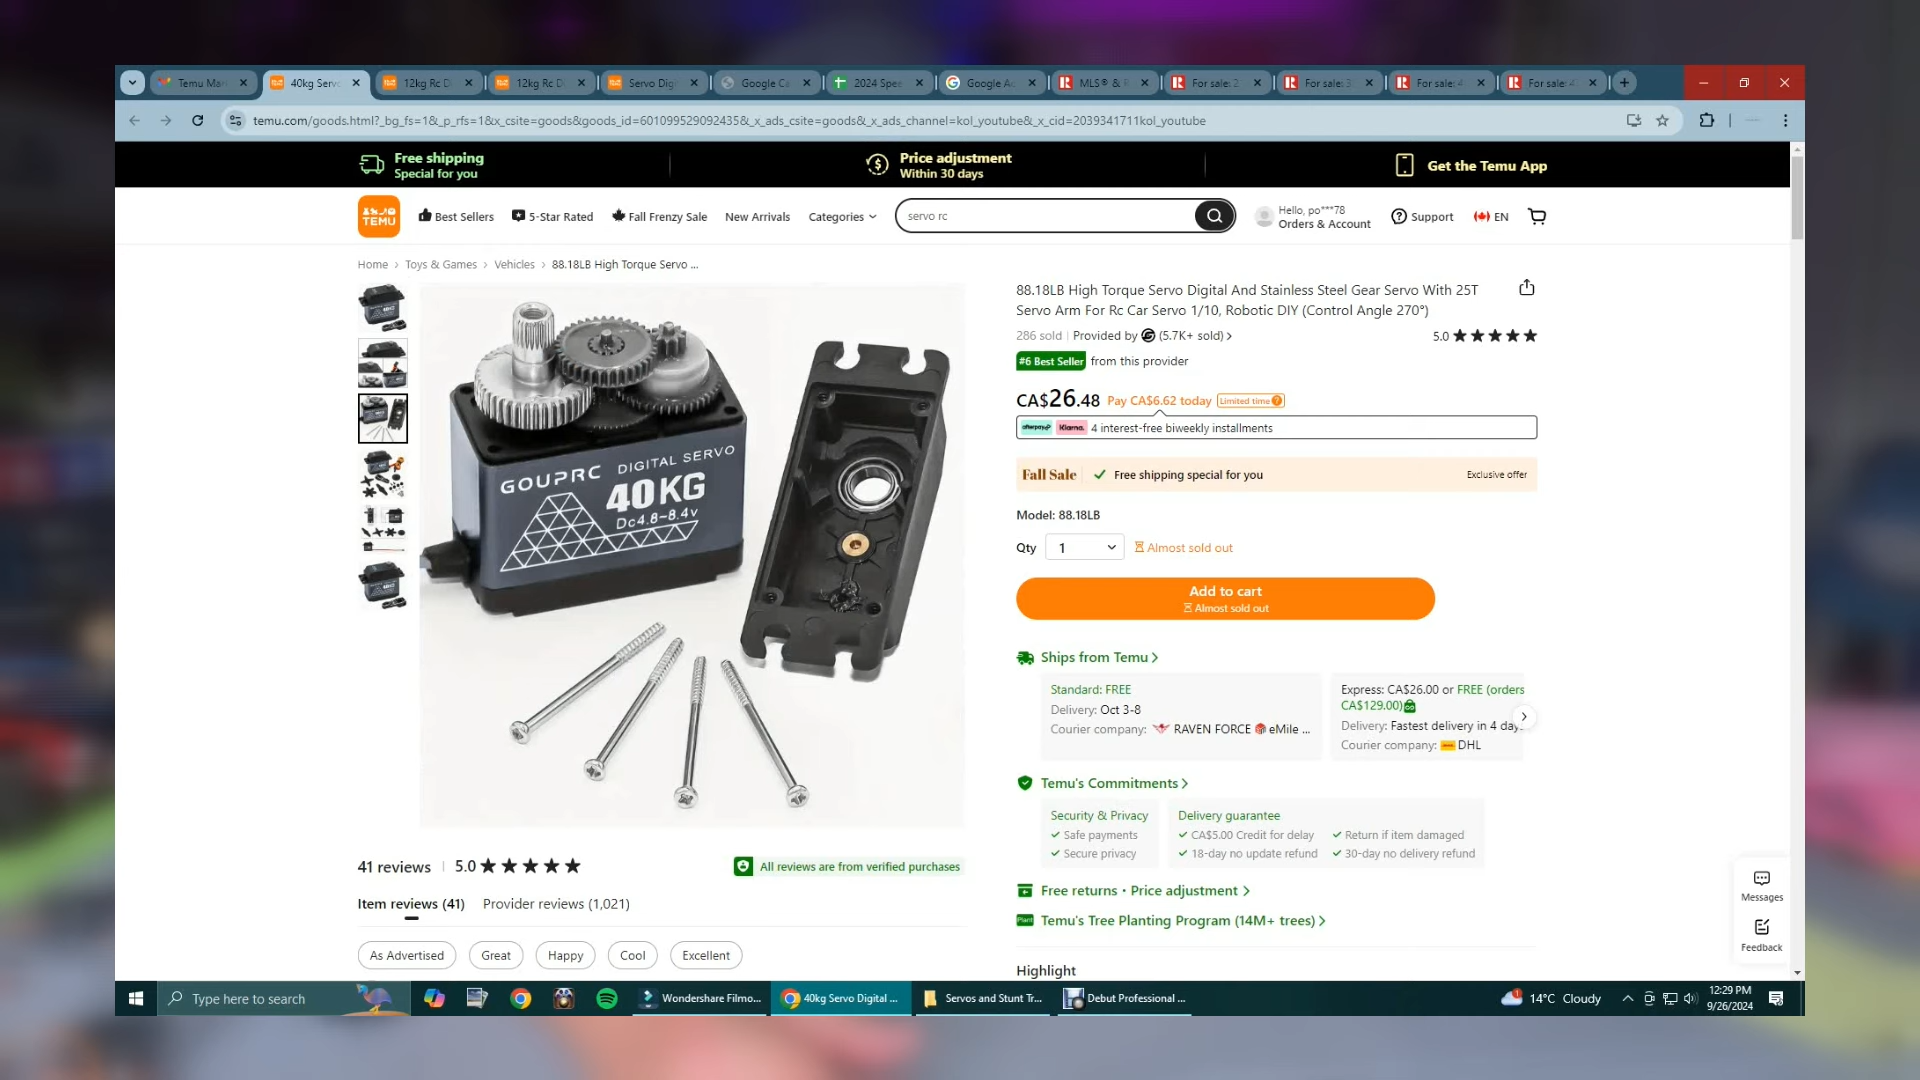 Temu Ma
40kg Servo
12kg Rc D
12kg Rc D
Servo Digi
Google Ca
2024 Spee
Google Ac
MLS® & R
For sale: 2
For sale: 3
For sale: 4
For sale: 4
temu.com/goods.html?_bg_fs=1&_p_rfs=1&x_csite=goods&goods_id=601099529092435&_x_ads_csite=goods&_x_ads_channel=kol_youtube&_x_cid=2039341711kol_youtube
Free shipping
Special for you
Price adjustment
Within 30 days
Get the Temu App
TEMU
Best Sellers
5-Star Rated
Fall Frenzy Sale
New Arrivals
Categories
servo rc
Hello, po***78
Orders & Account
Support
EN
Home > Toys & Games > Vehicles > 88.18LB High Torque Servo ...
88.18LB High Torque Servo Digital And Stainless Steel Gear Servo With 25T
Servo Arm For Rc Car Servo 1/10, Robotic DIY (Control Angle 270°)
286 sold | Provided by (5.7K+ sold) >
5.0
#6 Best Seller from this provider
CA$26.48 Pay CA$6.62 today Limited time
afterpay Klarna. 4 interest-free biweekly installments
Fall Sale Free shipping special for you
Exclusive offer
Model: 88.18LB
Qty 1 Almost sold out
Add to cart
Almost sold out
Ships from Temu >
Standard: FREE
Delivery: Oct 3-8
Courier company: RAVEN FORCE eMile ...
Express: CA$26.00 or FREE (orders
CA$129.00)
Delivery: Fastest delivery in 4 day
Courier company: DHL
Temu's Commitments >
Security & Privacy
Safe payments
Secure privacy
Delivery guarantee
CA$5.00 Credit for delay
Return if item damaged
18-day no update refund
30-day no delivery refund
Free returns • Price adjustment >
Plant Temu's Tree Planting Program (14M+ trees) >
Highlight
GOUPRC DIGITAL SERVO
40KG
Dc4.8~8.4v
41 reviews | 5.0
All reviews are from verified purchases
Item reviews (41)
Provider reviews (1,021)
As Advertised
Great
Happy
Cool
Excellent
Messages
Feedback
Type here to search
Wondershare Filmo...
40kg Servo Digital ...
Servos and Stunt Tr...
Debut Professional ...
1
14°C Cloudy
12:29 PM
9/26/2024